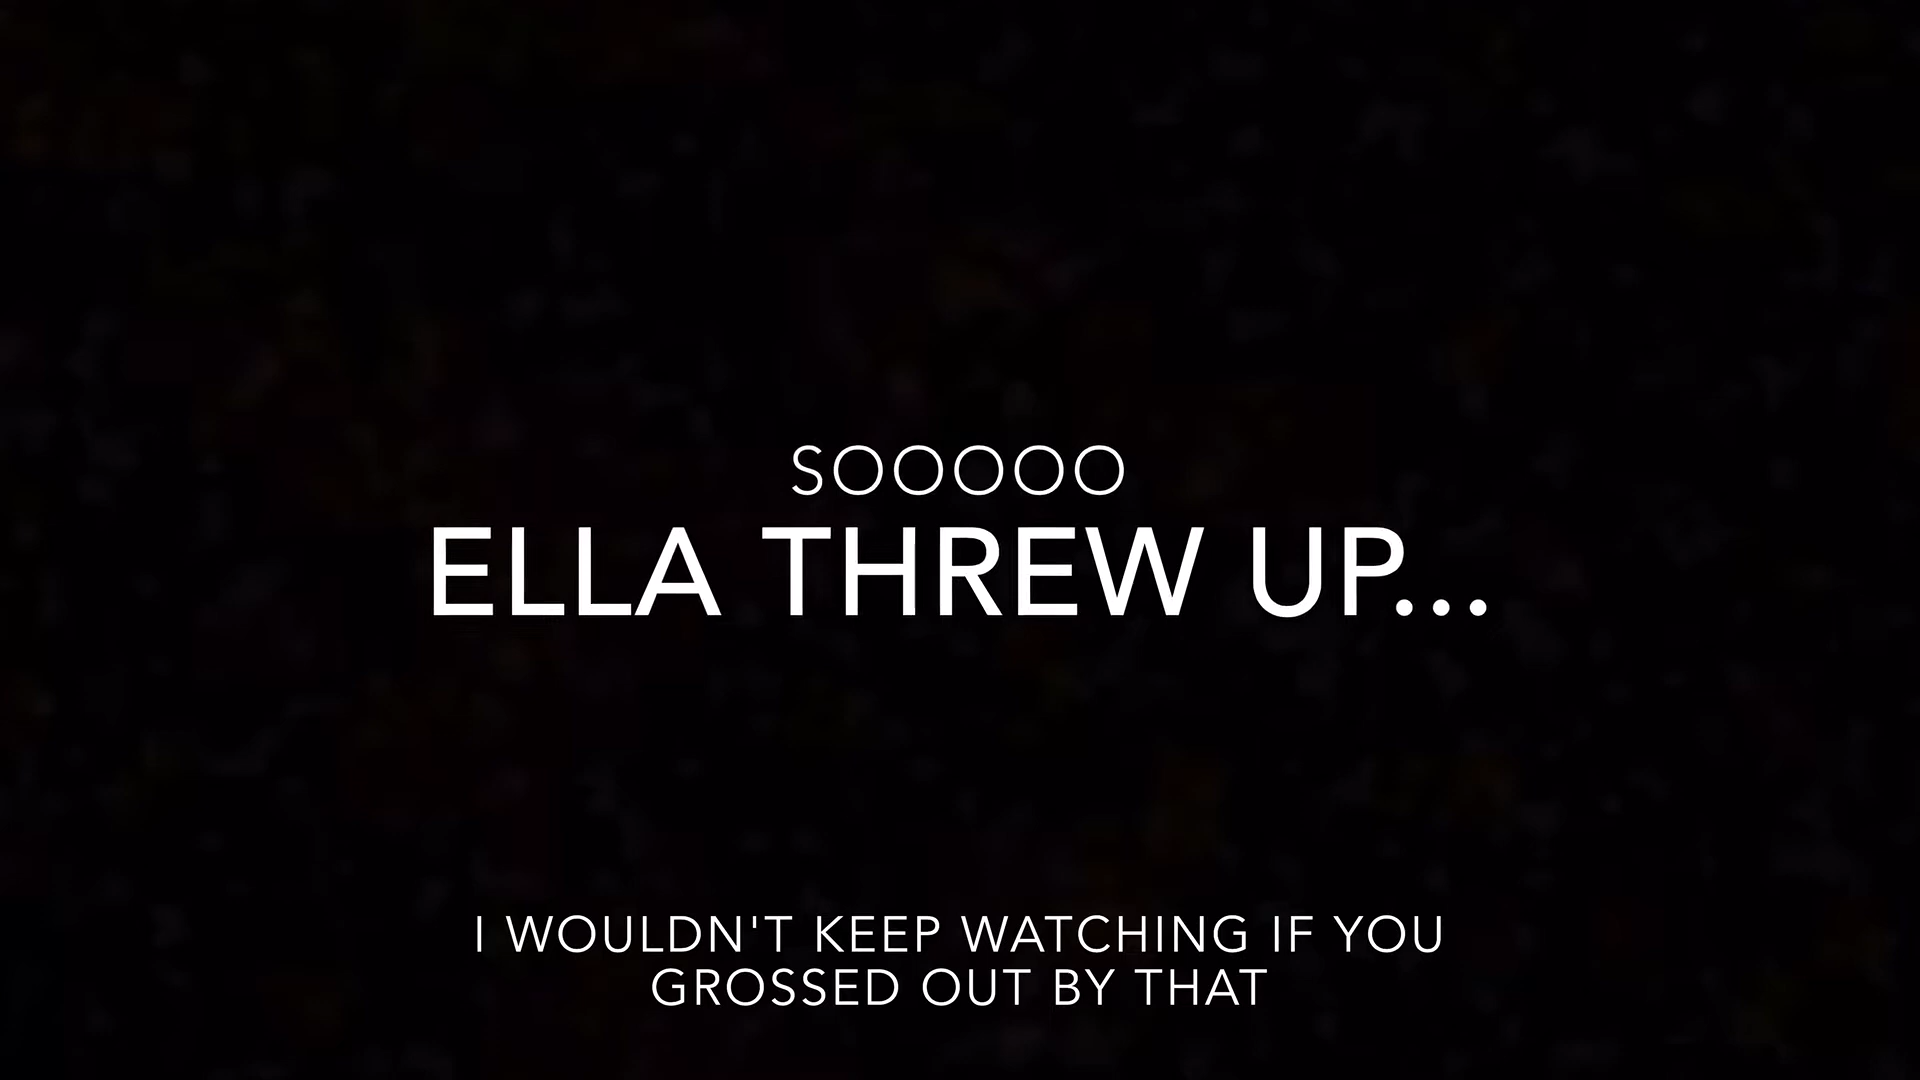 SOOOOO
ELLA THREW UP...
I WOULDN'T KEEP WATCHING IF YOU
GROSSED OUT BY THAT